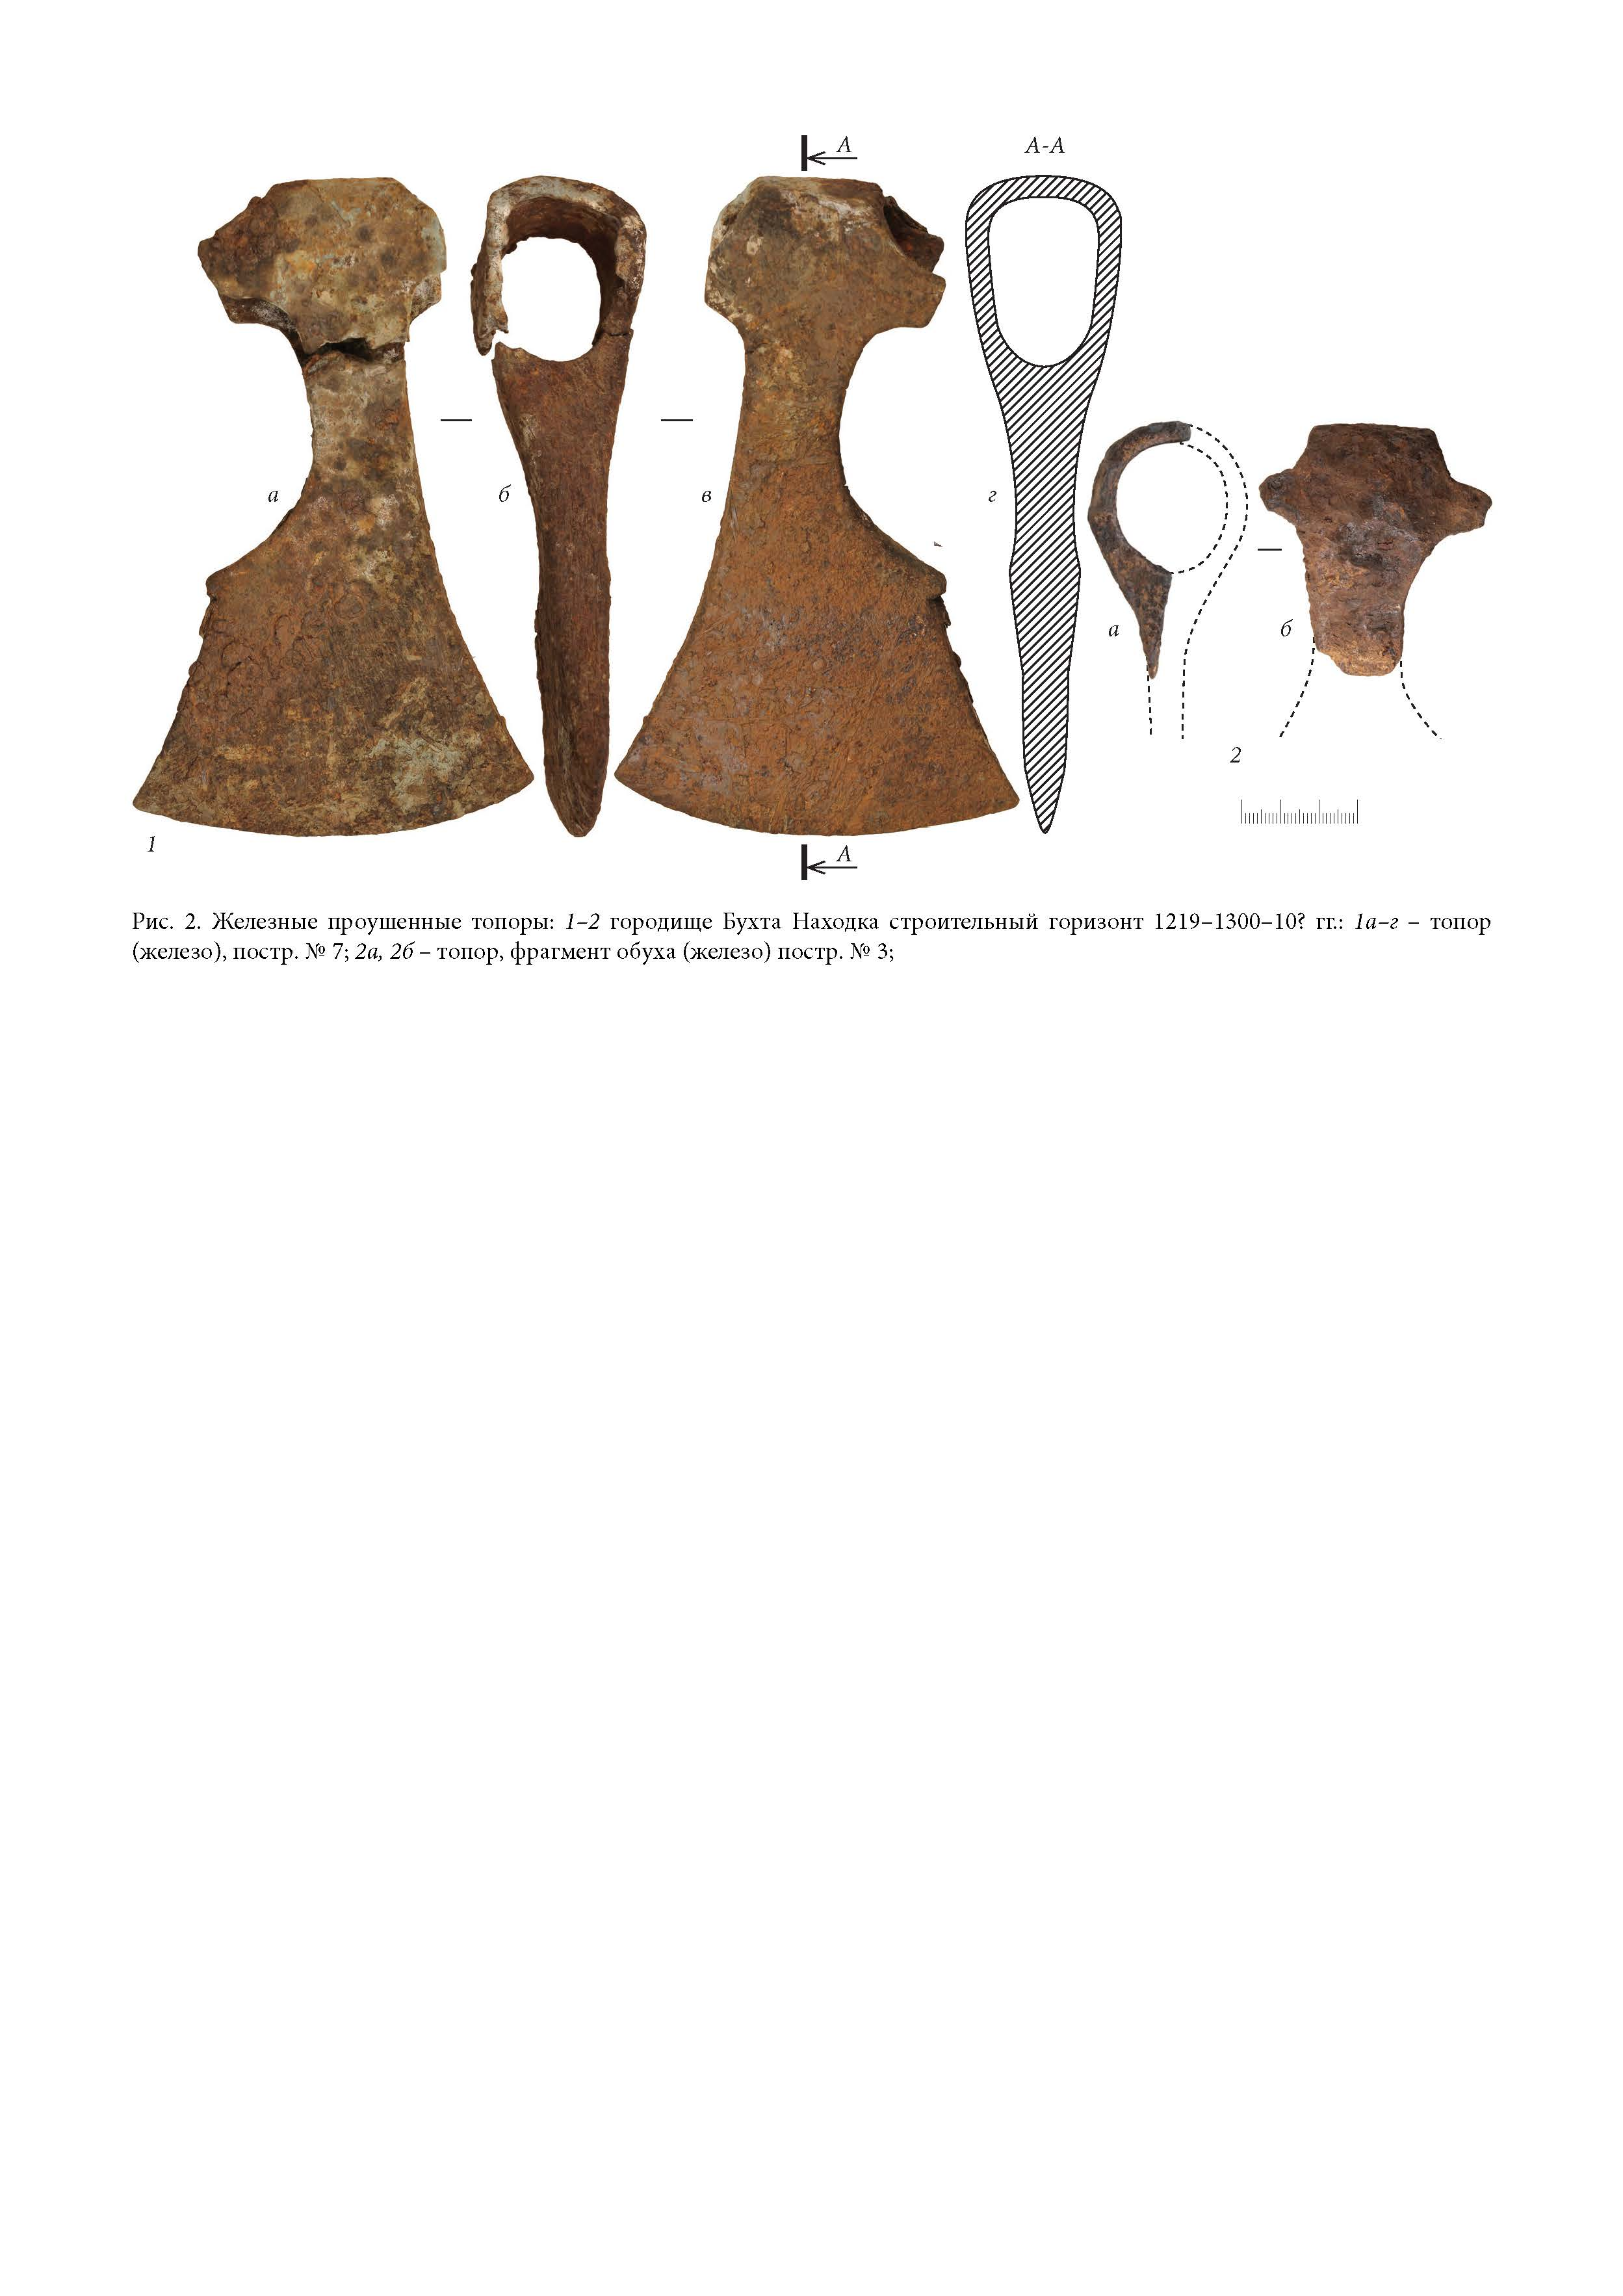 А
А-А
а
б
в
г
а
б
2
1
А
Рис. 2. Железные проушенные топоры: 1–2 городище Бухта Находка строительный горизонт 1219–1300–10? гг.: 1а–г – топор
(железо), постр. № 7; 2а, 2б – топор, фрагмент обуха (железо) постр. № 3;